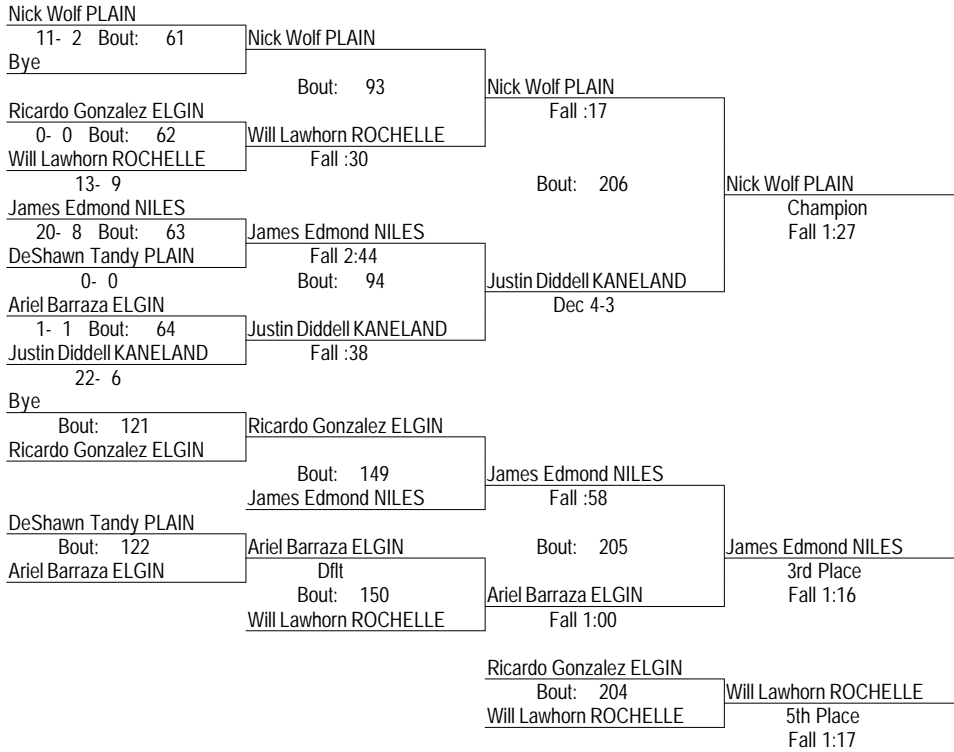 Nick Wolf PLAIN
11- 2 Bout: 61
Nick Wolf PLAIN
Bye
Bout: 93
Nick Wolf PLAIN
Ricardo Gonzalez ELGIN
Fall :17
0- 0 Bout: 62
Will Lawhorn ROCHELLE
Will Lawhorn ROCHELLE
Fall :30
13- 9
Bout: 206
Nick Wolf PLAIN
James Edmond NILES
Champion
20- 8 Bout: 63
James Edmond NILES
Fall 1:27
DeShawn Tandy PLAIN
Fall 2:44
0- 0
Bout: 94
Justin Diddell KANELAND
Ariel Barraza ELGIN
Dec 4-3
1- 1 Bout: 64
Justin Diddell KANELAND
Justin Diddell KANELAND
Fall :38
22- 6
Bye
Bout: 121
Ricardo Gonzalez ELGIN
Ricardo Gonzalez ELGIN
Bout: 149
James Edmond NILES
James Edmond NILES
Fall :58
DeShawn Tandy PLAIN
Bout: 122
Ariel Barraza ELGIN
Bout: 205
James Edmond NILES
Ariel Barraza ELGIN
Dflt
3rd Place
Bout: 150
Ariel Barraza ELGIN
Fall 1:16
Will Lawhorn ROCHELLE
Fall 1:00
Ricardo Gonzalez ELGIN
Bout: 204
Will Lawhorn ROCHELLE
Will Lawhorn ROCHELLE
5th Place
Fall 1:17